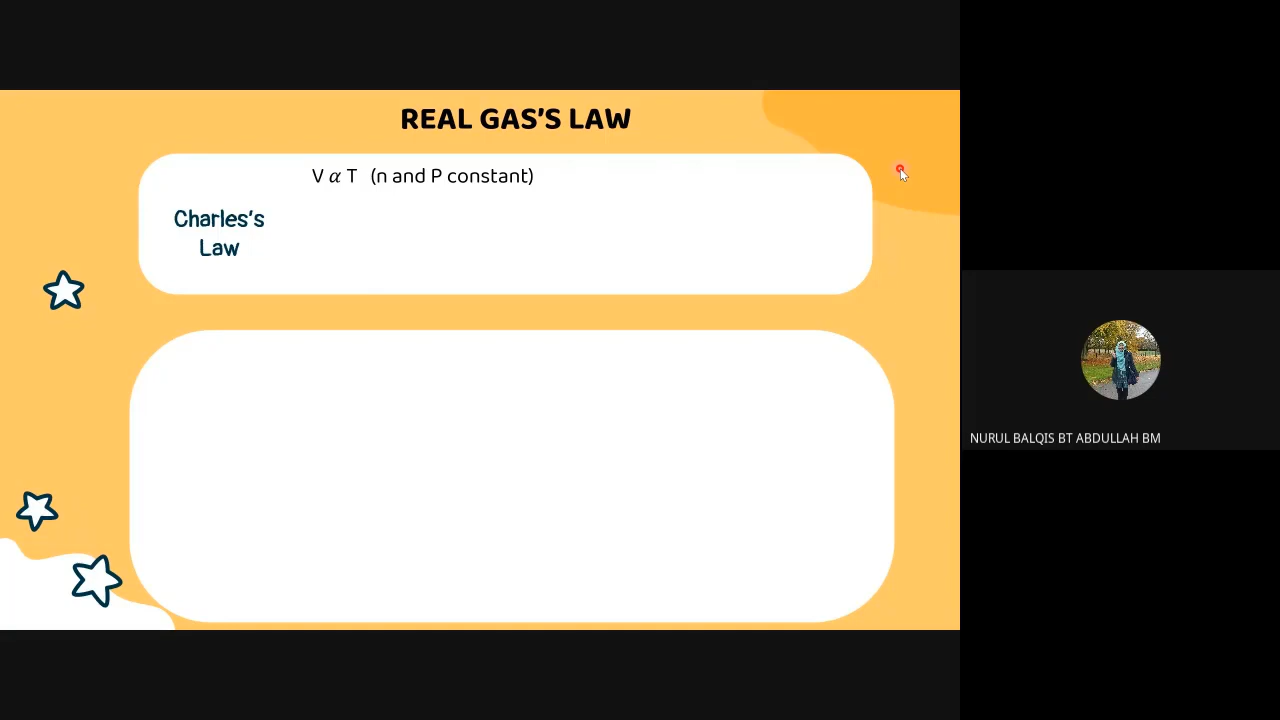 REAL GAS'S LAW
V α T (n and P constant)
Charles's
Law
NURUL BALQIS BT ABDULLAH BM